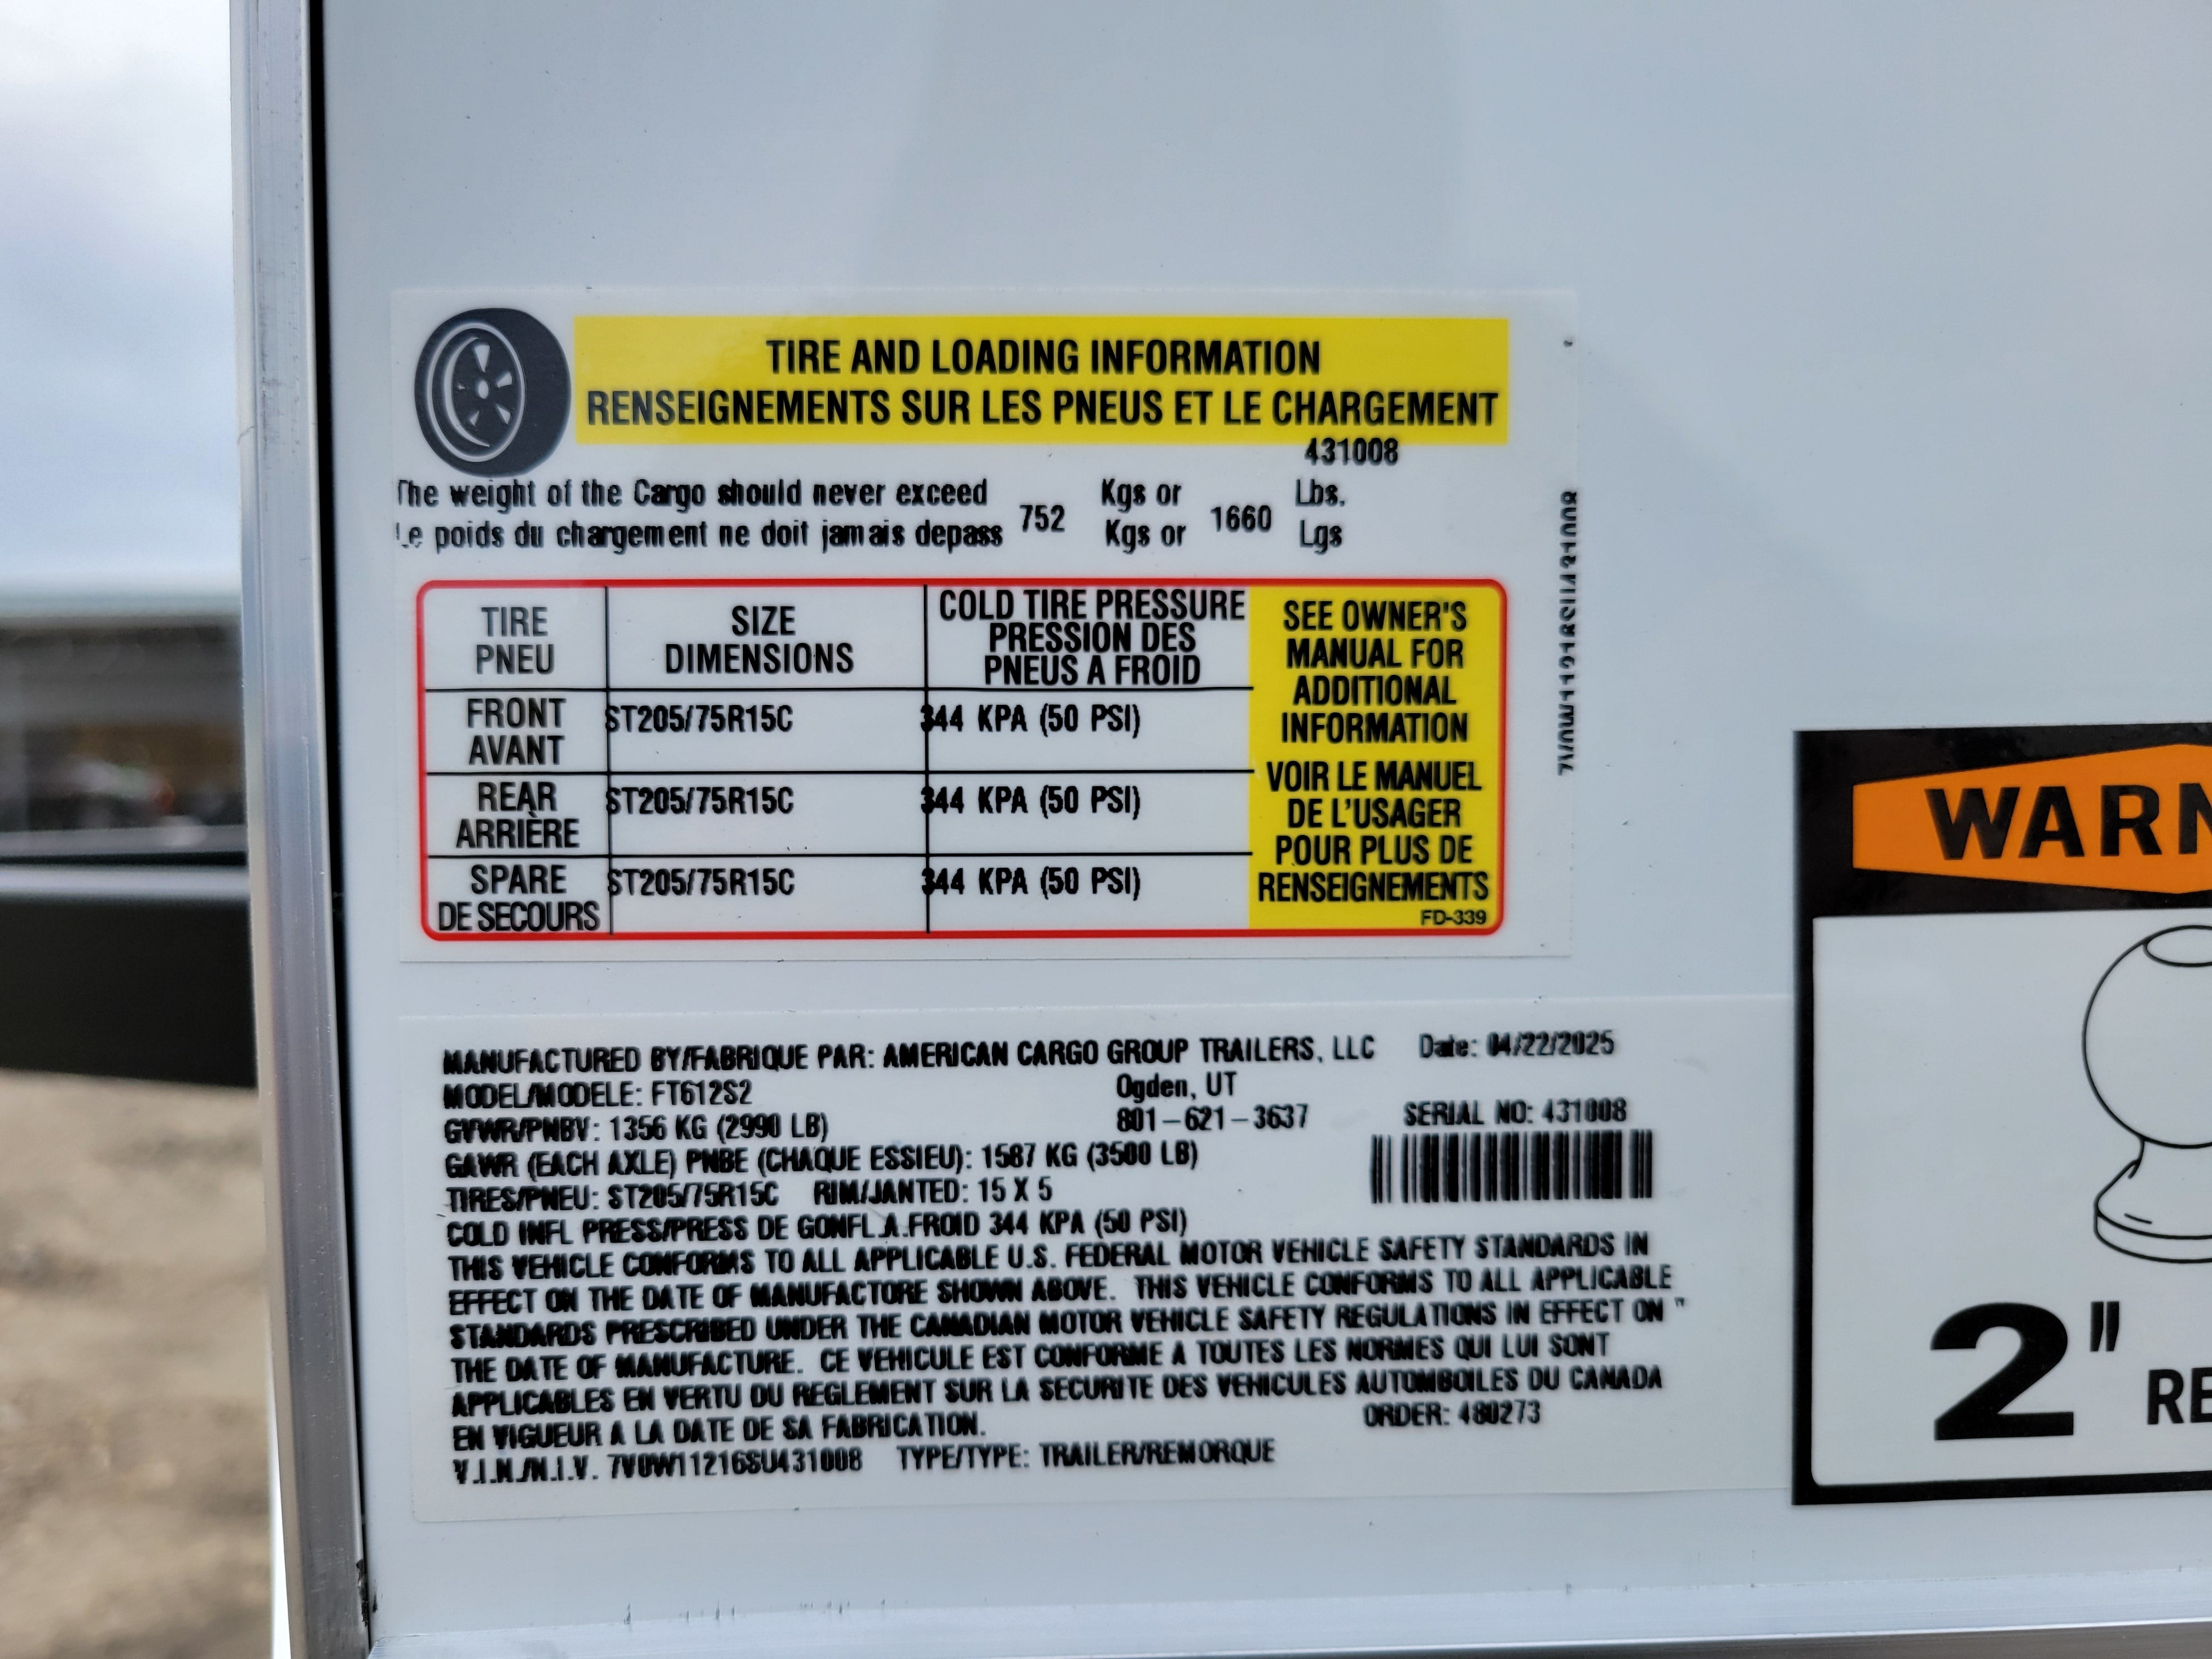 TIRE AND LOADING INFORMATION
RENSEIGNEMENTS SUR LES PNEUS ET LE CHARGEMENT
431008
The weight of the Cargo should never exceed 752 Kgs or 1660 Lbs.
Le poids du chargement ne doit jamais depass Kgs or Lgs
TIRE
PNEU
SIZE
DIMENSIONS
COLD TIRE PRESSURE
PRESSION DES
PNEUS A FROID
FRONT
AVANT
ST205/75R15C
344 KPA (50 PSI)
REAR
ARRIÈRE
ST205/75R15C
344 KPA (50 PSI)
SPARE
DE SECOURS
ST205/75R15C
344 KPA (50 PSI)
SEE OWNER'S
MANUAL FOR
ADDITIONAL
INFORMATION
VOIR LE MANUEL
DE L'USAGER
POUR PLUS DE
RENSEIGNEMENTS
FD-339
MANUFACTURED BY/FABRIQUE PAR: AMERICAN CARGO GROUP TRAILERS, LLC Date: 04/22/2025
MODEL/MODELE: FT612S2 Ogden, UT
GVWR/PNBV: 1356 KG (2990 LB) 801-621-3637 SERIAL NO: 431008
GAWR (EACH AXLE) PNBE (CHAQUE ESSIEU): 1587 KG (3500 LB)
TIRES/PNEU: ST205/75R15C RIM/JANTED: 15 X 5
COLD INFL PRESS/PRESS DE GONFL.A.FROID 344 KPA (50 PSI)
THIS VEHICLE CONFORMS TO ALL APPLICABLE U.S. FEDERAL MOTOR VEHICLE SAFETY STANDARDS IN
EFFECT ON THE DATE OF MANUFACTORE SHOWN ABOVE. THIS VEHICLE CONFORMS TO ALL APPLICABLE
STANDARDS PRESCRIBED UNDER THE CANADIAN MOTOR VEHICLE SAFETY REGULATIONS IN EFFECT ON "
THE DATE OF MANUFACTURE. CE VEHICULE EST CONFORME A TOUTES LES NORMES QUI LUI SONT
APPLICABLES EN VERTU DU REGLEMENT SUR LA SECURITE DES VEHICULES AUTOMBOILES DU CANADA
EN VIGUEUR A LA DATE DE SA FABRICATION. ORDER: 480273
V.I.N./N.I.V. 7V0W11216SU431008 TYPE/TYPE: TRAILER/REMORQUE
WARN
2"
RE